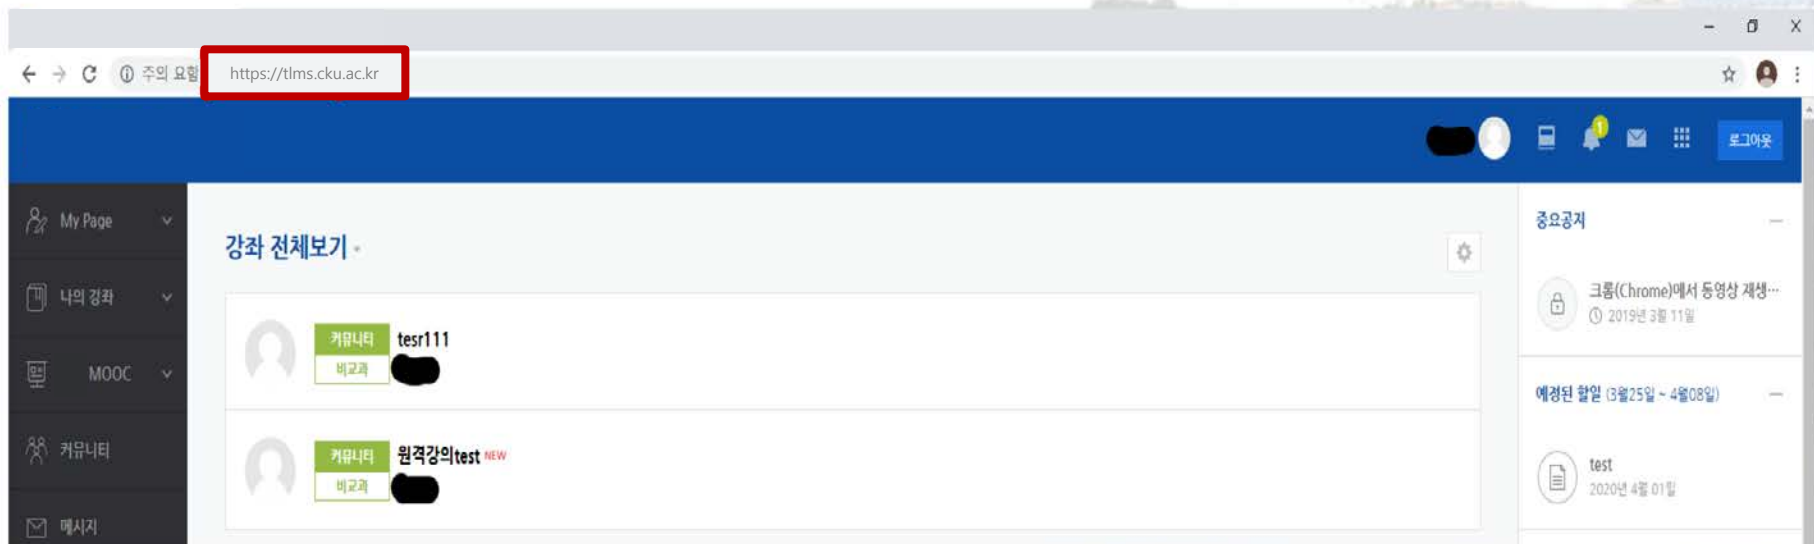 주의 요함
https://tlms.cku.ac.kr
1
로그아웃
My Page
나의 강좌
MOOC
커뮤니티
메시지
강좌 전체보기
커뮤니티
tesr111
비교과
커뮤니티
원격강의test NEW
비교과
중요공지
크롬(Chrome)에서 동영상 재생…
2019년 3월 11일
예정된 할일 (3월25일 ~ 4월08일)
test
2020년 4월 01일